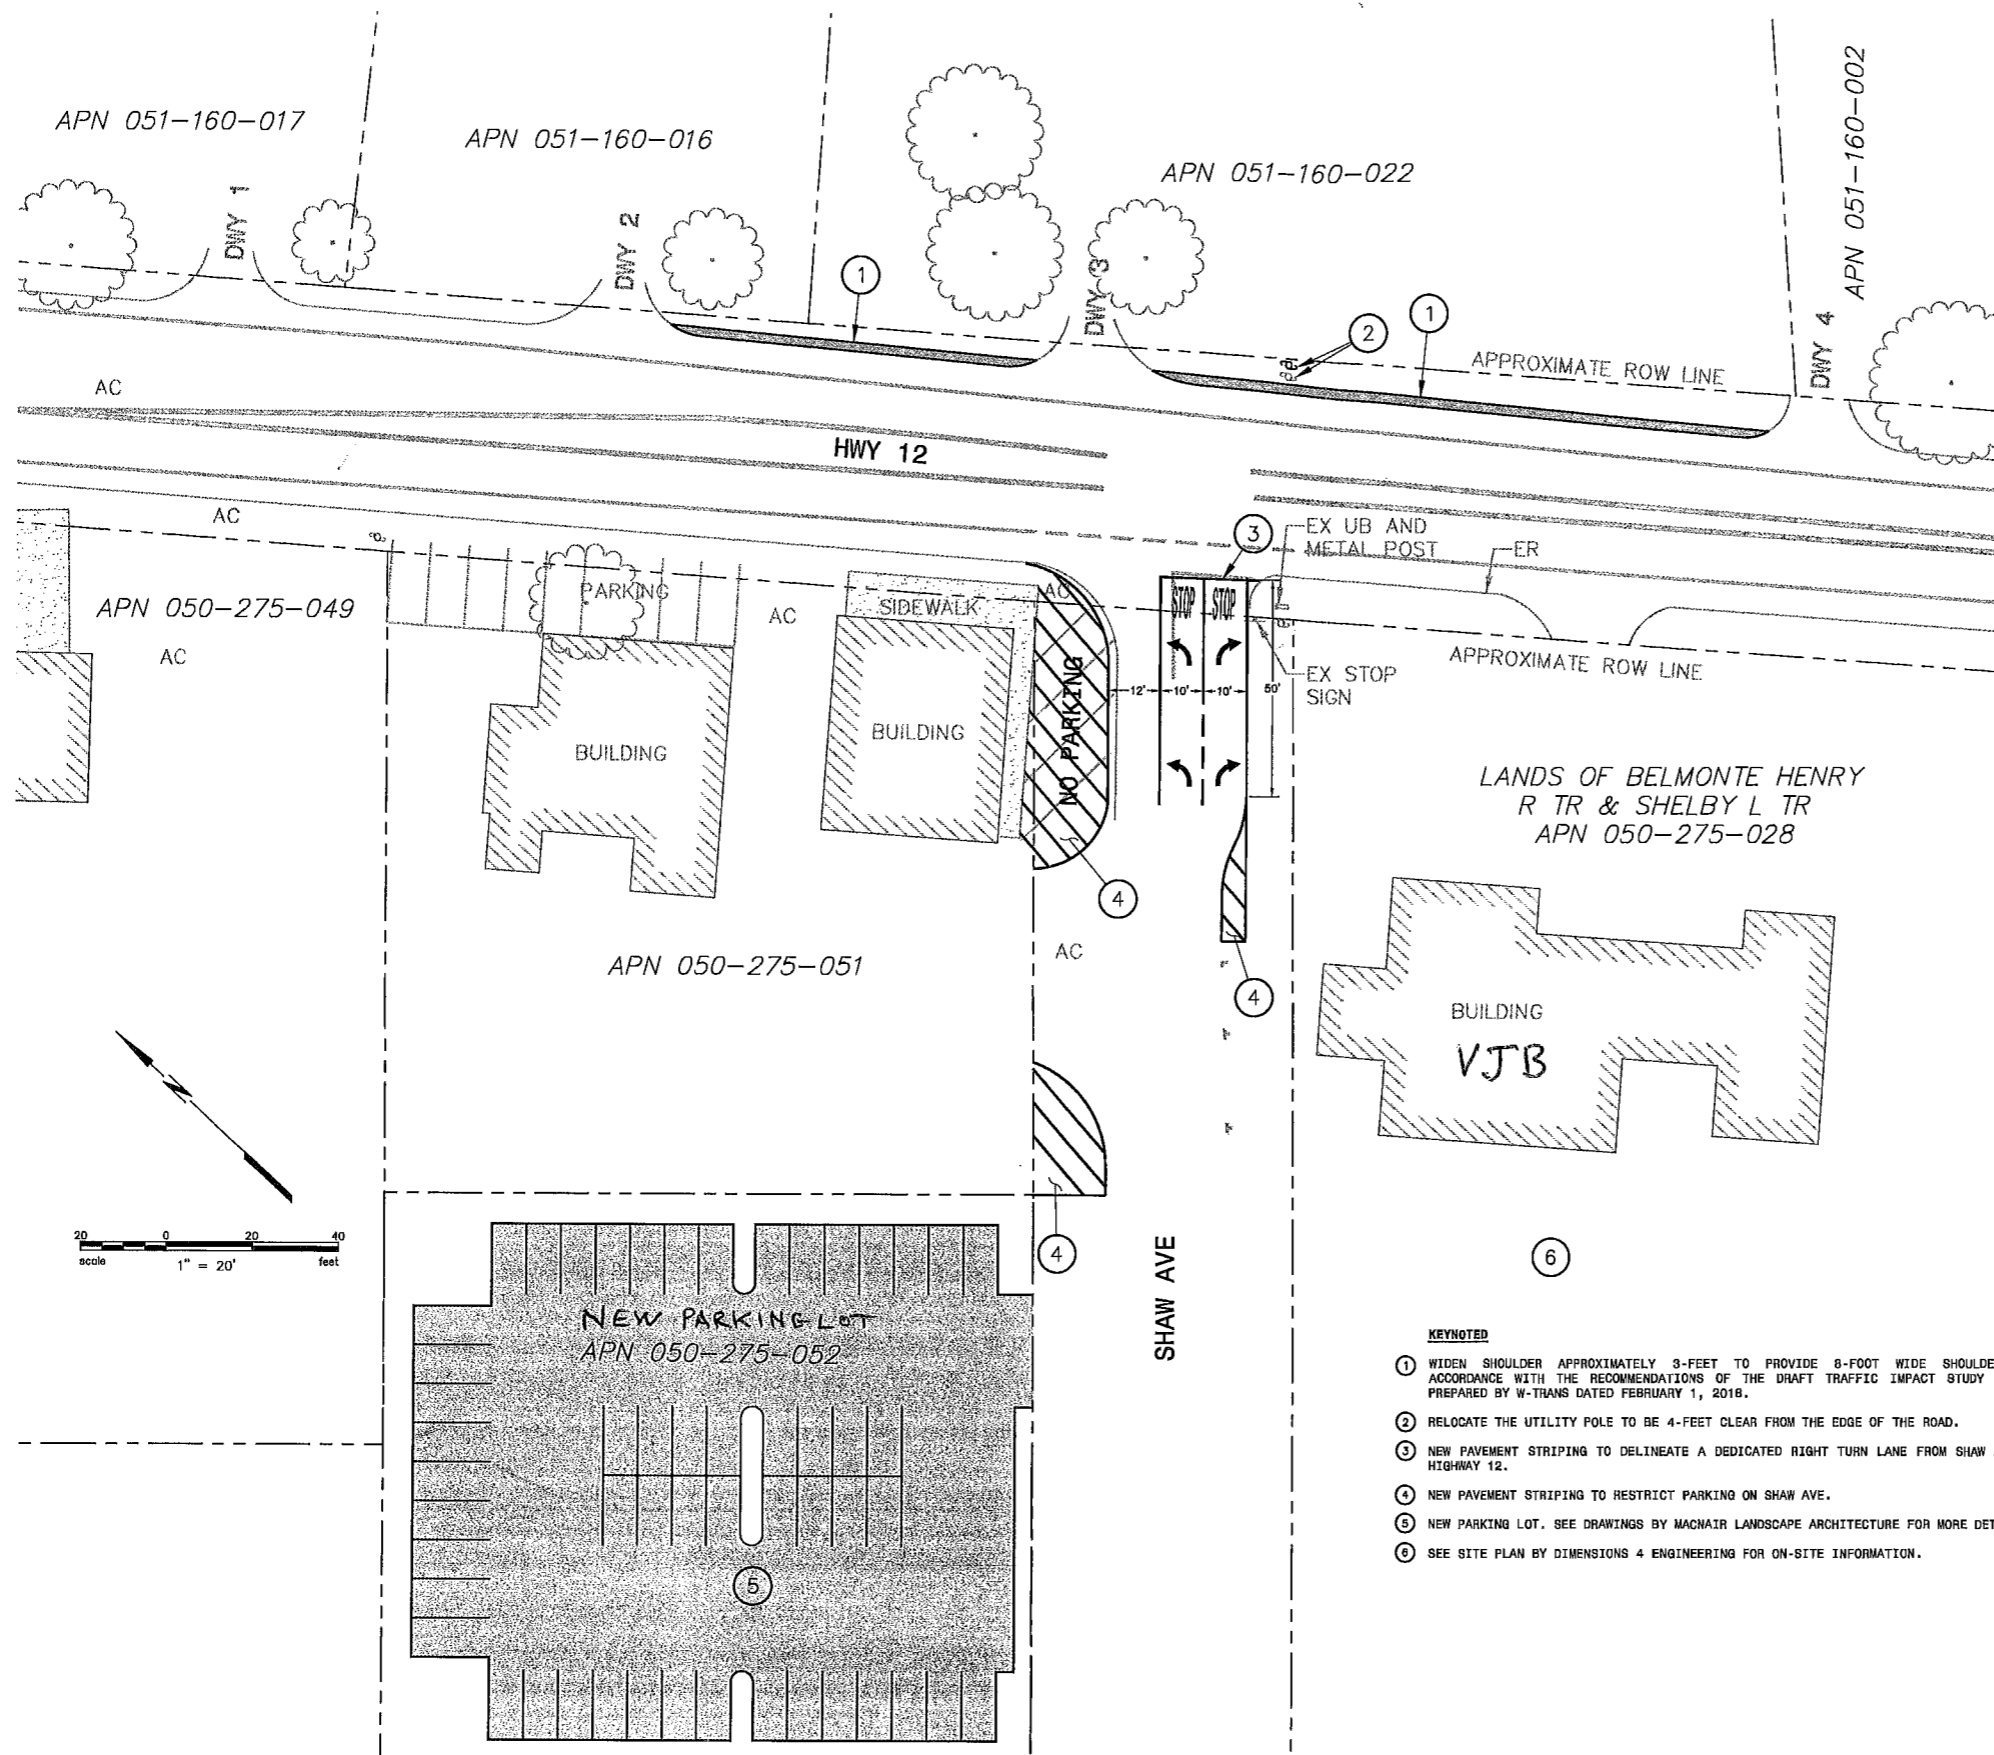 APN 051-160-017
APN 051-160-016
APN 051-160-022
APN 051-160-002
DWY 1
DWY 2
DWY 3
DWY 4
1
2
1
APPROXIMATE ROW LINE
AC
HWY 12
AC
3
EX UB AND
METAL POST
ER
PARKING
APN 050-275-049
AC
AC
SIDEWALK
AC
STOP
STOP
NO PARKING
12'
10'
10'
50'
EX STOP
SIGN
APPROXIMATE ROW LINE
BUILDING
BUILDING
LANDS OF BELMONTE HENRY
R TR & SHELBY L TR
APN 050-275-028
4
AC
APN 050-275-051
4
BUILDING
VJB
N
20 0 20 40
scale 1" = 20' feet
4
SHAW AVE
6
NEW PARKING LOT
APN 050-275-052
5
KEYNOTED
1 WIDEN SHOULDER APPROXIMATELY 3-FEET TO PROVIDE 8-FOOT WIDE SHOULDE
ACCORDANCE WITH THE RECOMMENDATIONS OF THE DRAFT TRAFFIC IMPACT STUDY
PREPARED BY W-TRANS DATED FEBRUARY 1, 2018.
2 RELOCATE THE UTILITY POLE TO BE 4-FEET CLEAR FROM THE EDGE OF THE ROAD.
3 NEW PAVEMENT STRIPING TO DELINEATE A DEDICATED RIGHT TURN LANE FROM SHAW
HIGHWAY 12.
4 NEW PAVEMENT STRIPING TO RESTRICT PARKING ON SHAW AVE.
5 NEW PARKING LOT. SEE DRAWINGS BY MACNAIR LANDSCAPE ARCHITECTURE FOR MORE DET
6 SEE SITE PLAN BY DIMENSIONS 4 ENGINEERING FOR ON-SITE INFORMATION.